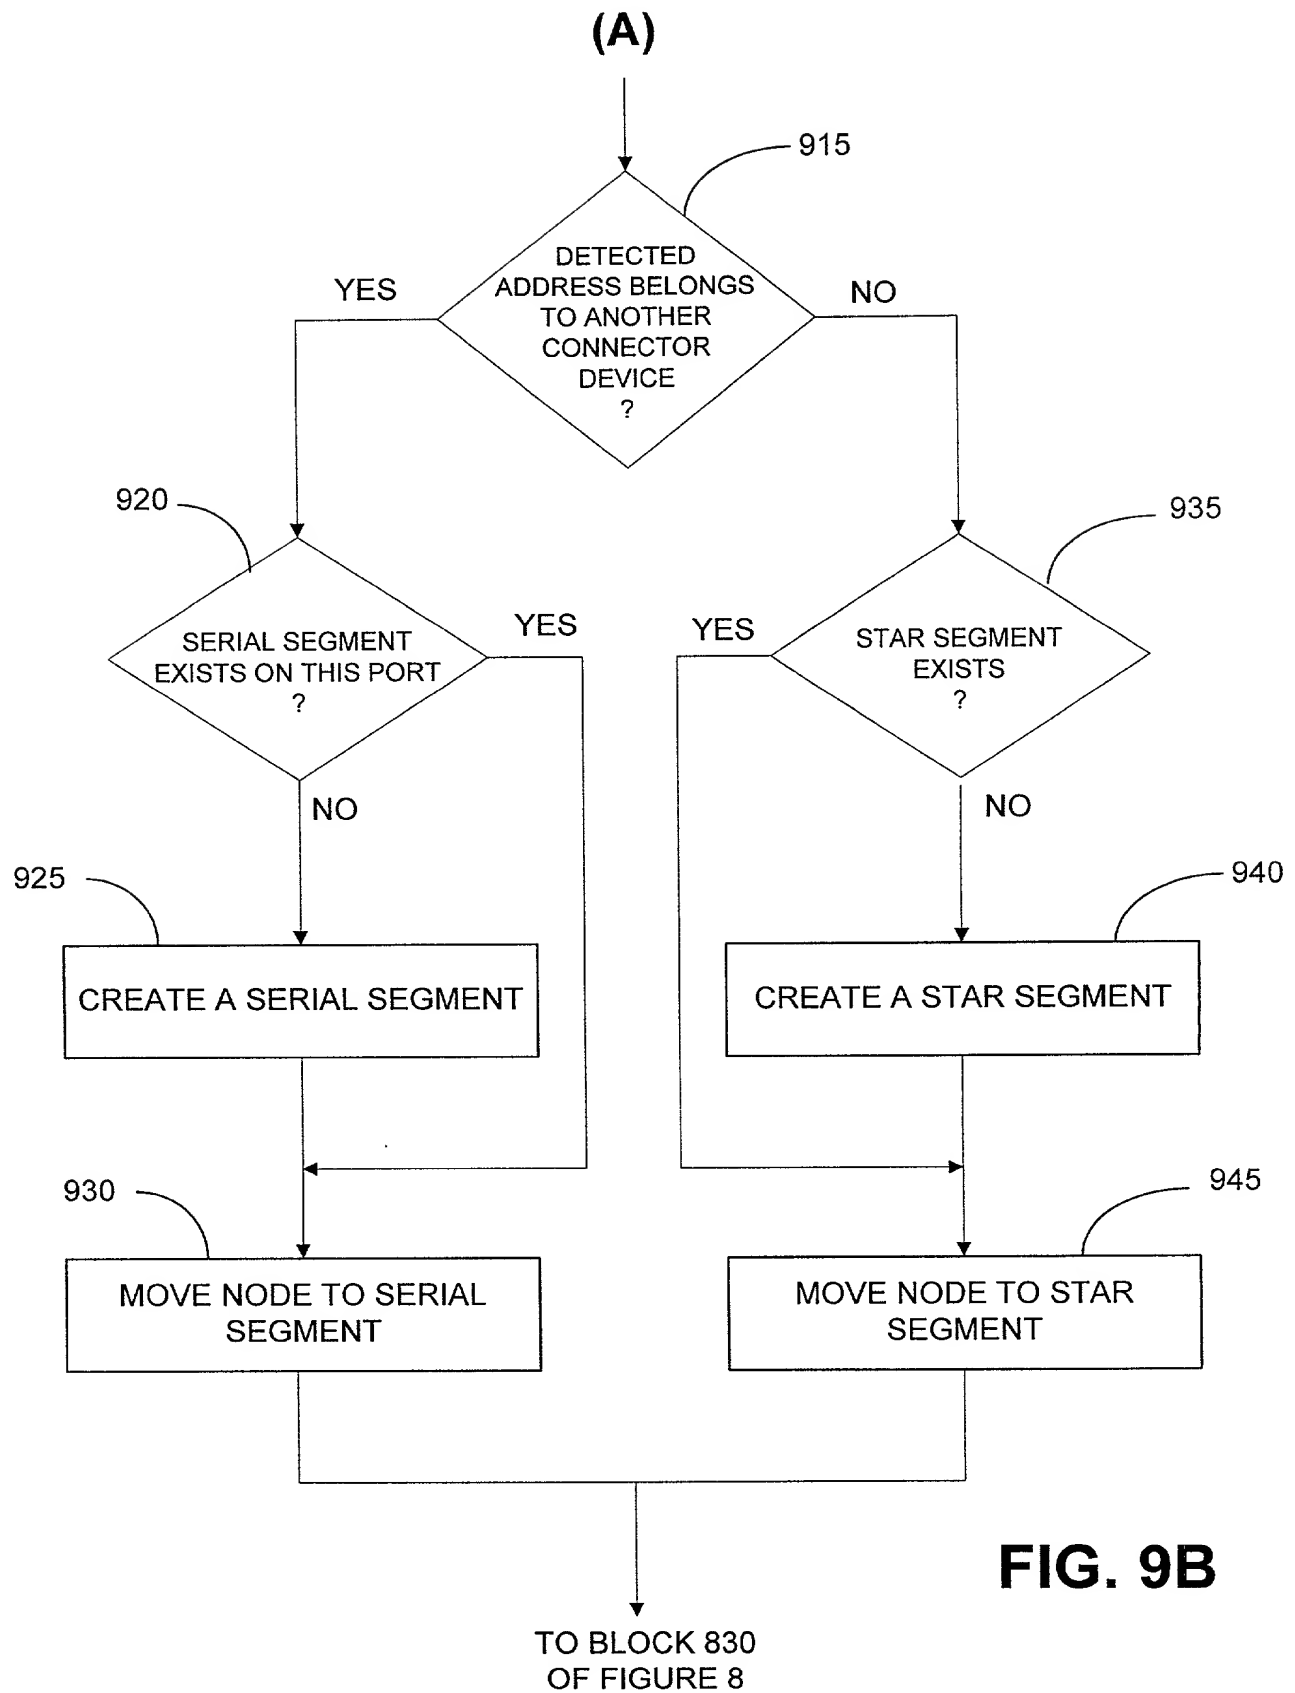 (A)
915
DETECTED
ADDRESS BELONGS
TO ANOTHER
CONNECTOR
DEVICE
?
YES
NO
920
935
SERIAL SEGMENT
EXISTS ON THIS PORT
?
YES
YES
STAR SEGMENT
EXISTS
?
NO
NO
925
940
CREATE A SERIAL SEGMENT
CREATE A STAR SEGMENT
930
945
MOVE NODE TO SERIAL
SEGMENT
MOVE NODE TO STAR
SEGMENT
FIG. 9B
TO BLOCK 830
OF FIGURE 8